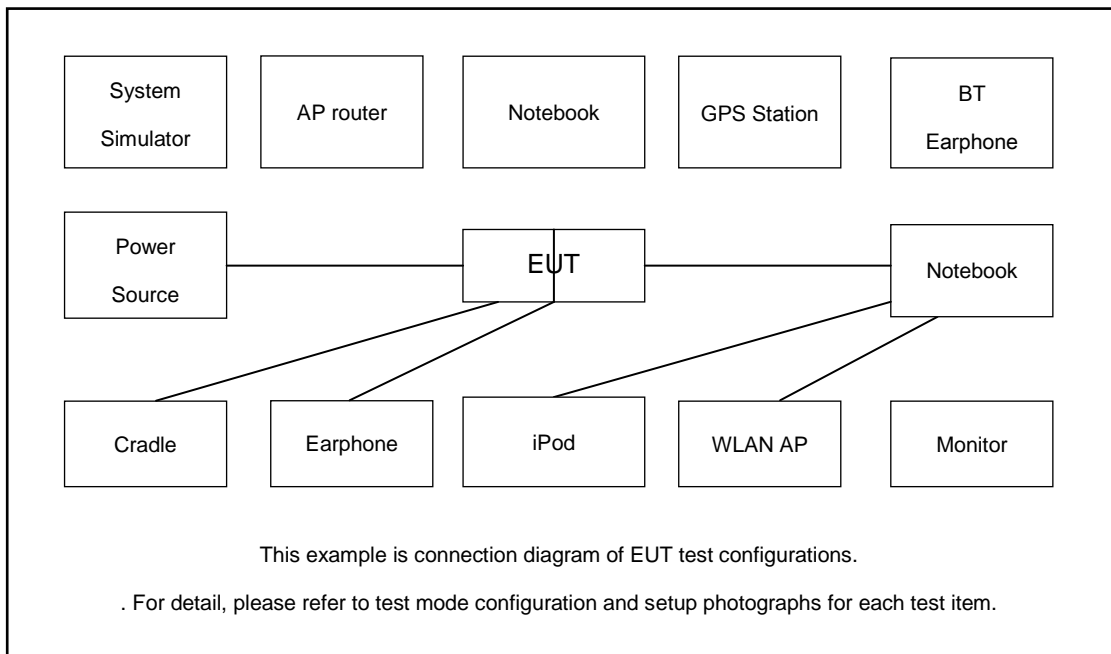 System
Simulator
AP router
Notebook
GPS Station
BT
Earphone
Power
Source
EUT
Notebook
Cradle
Earphone
iPod
WLAN AP
Monitor
This example is connection diagram of EUT test configurations.
. For detail, please refer to test mode configuration and setup photographs for each test item.